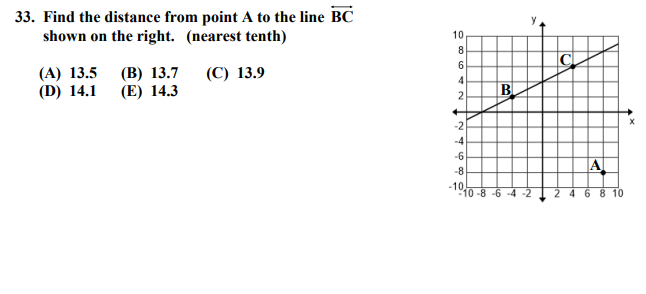 33. Find the distance from point A to the line BC
shown on the right. (nearest tenth)
(A) 13.5 (B) 13.7 (C) 13.9
(D) 14.1 (E) 14.3
y
10
8
6
4
2
-2
-4
-6
-8
-10
C
B
x
A
-10 -8 -6 -4 -2 2 4 6 8 10